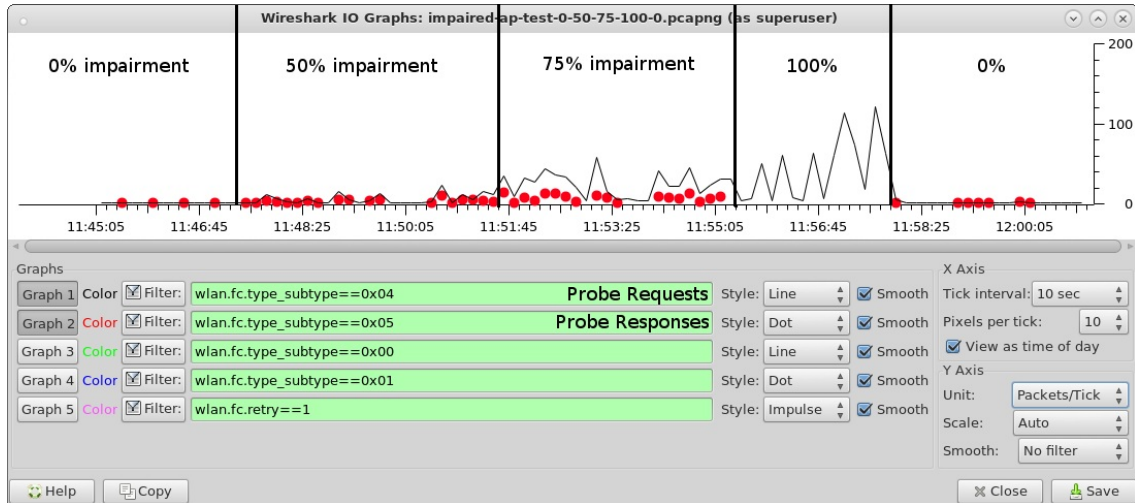 Wireshark IO Graphs: impaired-ap-test-0-50-75-100-0.pcapng (as superuser)
0% impairment
50% impairment
75% impairment
100%
0%
200
100
0
11:45:05 11:46:45 11:48:25 11:50:05 11:51:45 11:53:25 11:55:05 11:56:45 11:58:25 12:00:05
Graphs
Graph 1 Color Filter: wlan.fc.type_subtype==0x04 Probe Requests Style: Line Smooth
Graph 2 Color Filter: wlan.fc.type_subtype==0x05 Probe Responses Style: Dot Smooth
Graph 3 Color Filter: wlan.fc.type_subtype==0x00 Style: Line Smooth
Graph 4 Color Filter: wlan.fc.type_subtype==0x01 Style: Dot Smooth
Graph 5 Color Filter: wlan.fc.retry==1 Style: Impulse Smooth
X Axis
Tick interval: 10 sec
Pixels per tick: 10
View as time of day
Y Axis
Unit: Packets/Tick
Scale: Auto
Smooth: No filter
Help Copy Close Save